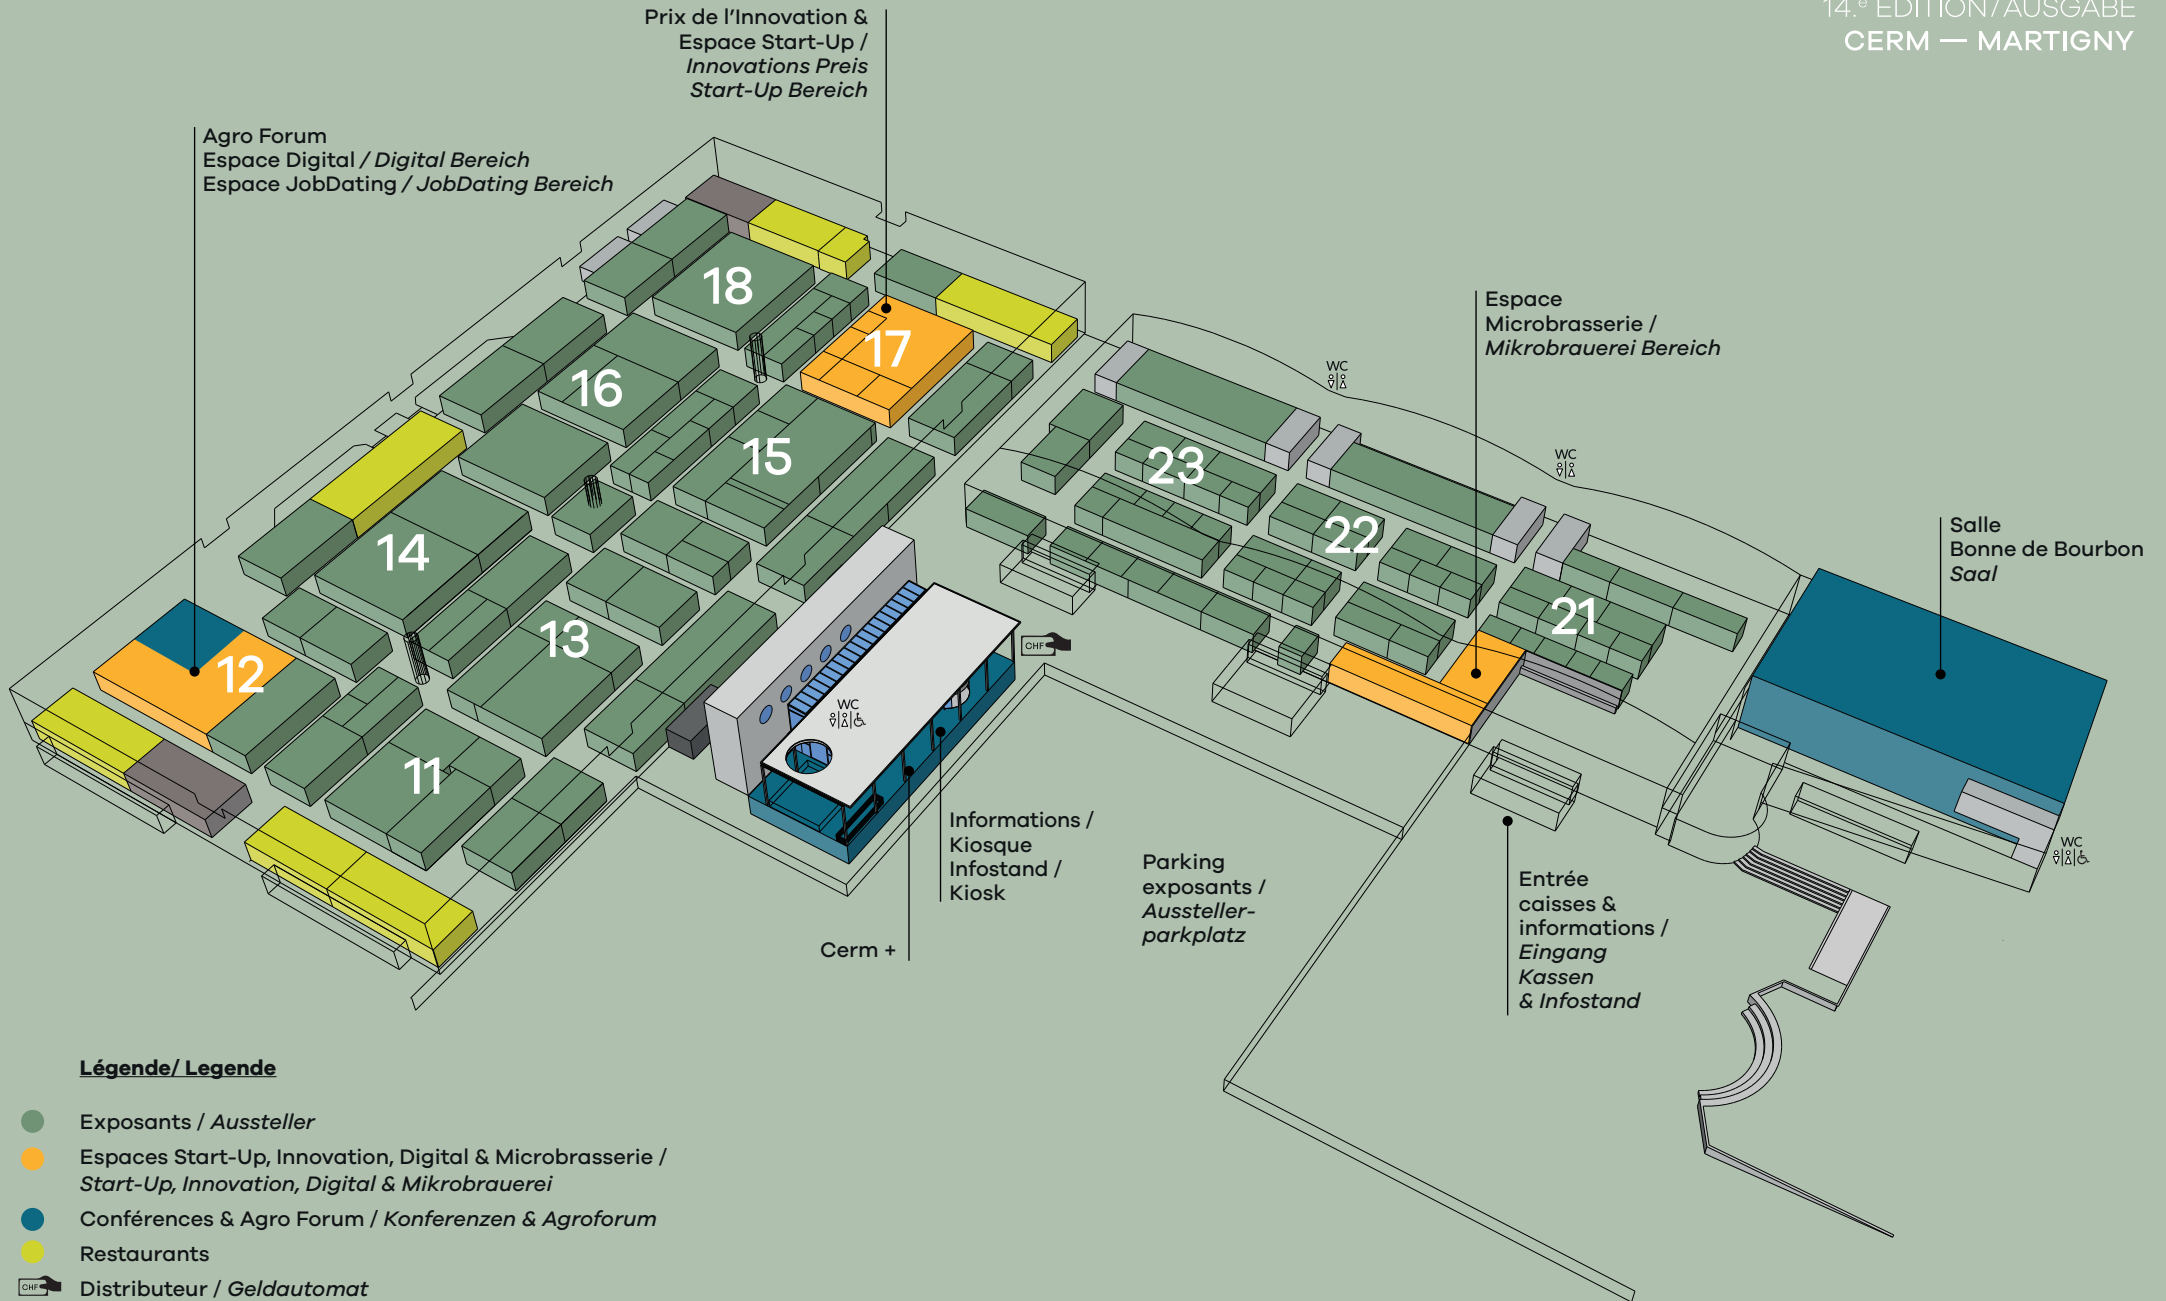 14.e EDITION/AUSGABE
CERM — MARTIGNY
Prix de l'Innovation &
Espace Start-Up /
Innovations Preis
Start-Up Bereich
Agro Forum
Espace Digital / Digital Bereich
Espace JobDating / JobDating Bereich
18
17
16
15
14
13
12
11
23
22
21
Espace
Microbrasserie /
Mikrobrauerei Bereich
WC
WC
Salle
Bonne de Bourbon
Saal
CHF
WC
WC
Informations /
Kiosque
Infostand /
Kiosk
Cerm +
Parking
exposants /
Aussteller-
parkplatz
Entrée
caisses &
informations /
Eingang
Kassen
& Infostand
Légende/ Legende
Exposants / Aussteller
Espaces Start-Up, Innovation, Digital & Microbrasserie /
Start-Up, Innovation, Digital & Mikrobrauerei
Conférences & Agro Forum / Konferenzen & Agroforum
Restaurants
CHF Distributeur / Geldautomat